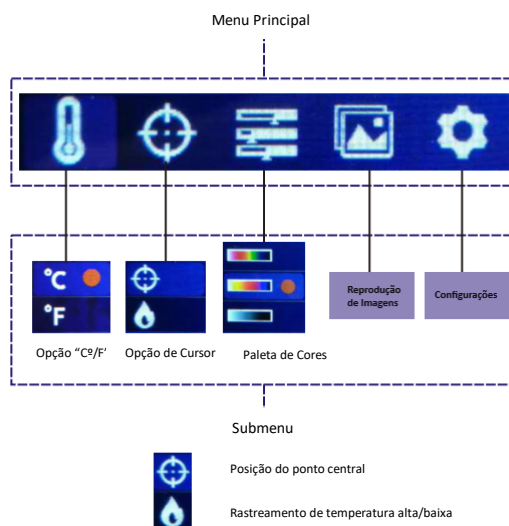 Menu Principal
°C
°F
Reprodução
de Imagens
Configurações
Opção "Cº/F'
Opção de Cursor
Paleta de Cores
Submenu
Posição do ponto central
Rastreamento de temperatura alta/baixa